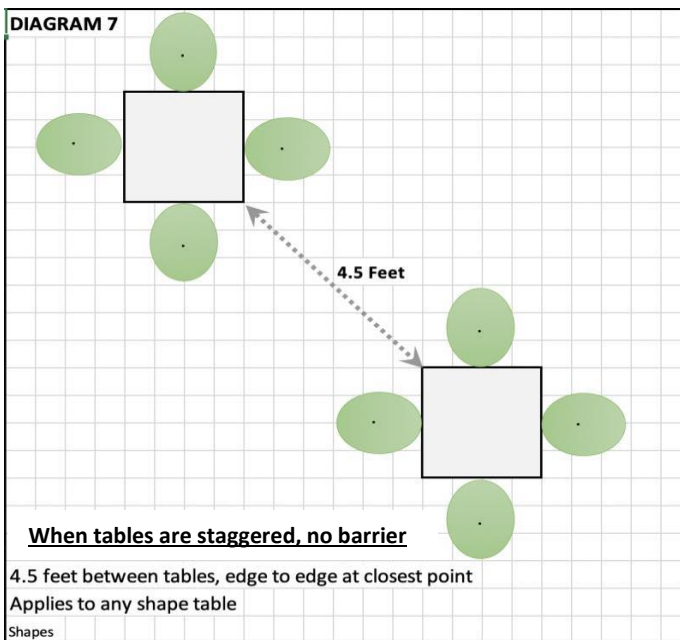 DIAGRAM 7
4.5 Feet
When tables are staggered, no barrier
4.5 feet between tables, edge to edge at closest point
Applies to any shape table
Shapes